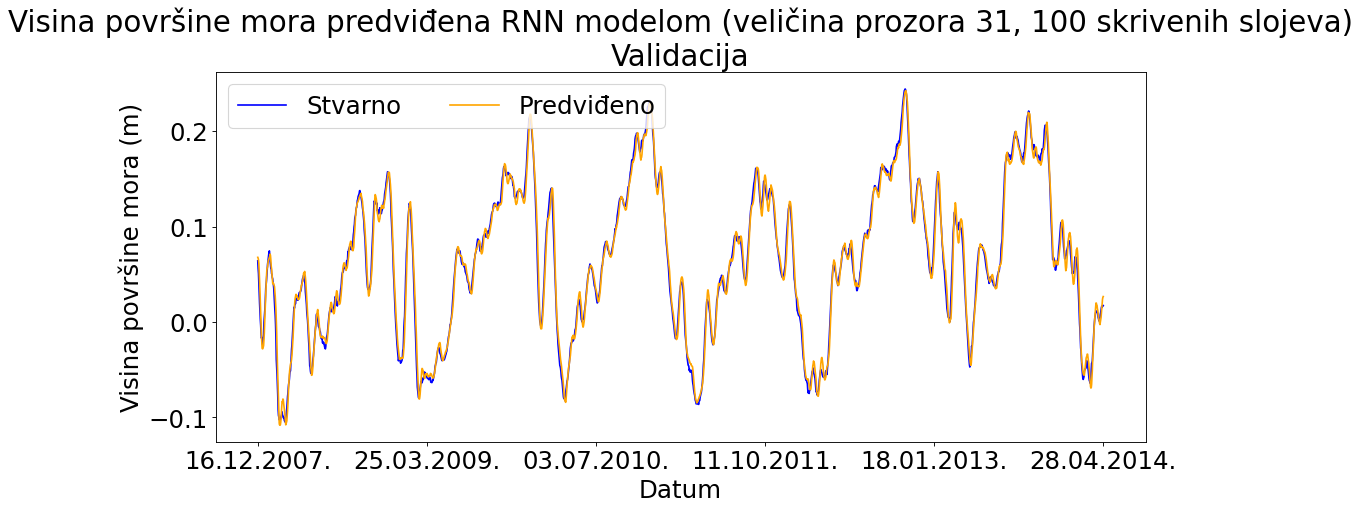 Visina površine mora predviđena RNN modelom (veličina prozora 31, 100 skrivenih slojeva)
Validacija
Stvarno Predviđeno
Visina površine mora (m)
0.2
0.1
0.0
−0.1
16.12.2007. 25.03.2009. 03.07.2010. 11.10.2011. 18.01.2013. 28.04.2014.
Datum